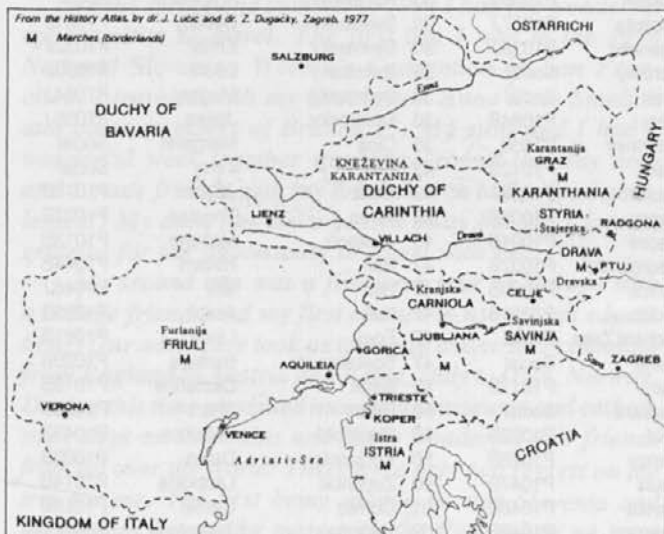 From the History Atlas, by dr. J. Lučić and dr. Z. Dugački, Zagreb, 1977
M Marches (borderlands)
OSTARRICHI
SALZBURG
Enns
DUCHY OF
BAVARIA
HUNGARY
KNEŽEVINA
KARANTANIJA
DUCHY OF
CARINTHIA
Karantanija
GRAZ
M
KARANTHANIA
STYRIA
Štajerska
RADGONA
LIENZ
VILLACH
Drava
DRAVA
M
PTUJ
Dravska
Kranjska
CARNIOLA
CELJE
LJUBLJANA
M
Savinjska
SAVINJA
M
Sava
ZAGREB
Furlanija
FRIULI
M
GORICA
AQUILEIA
VERONA
TRIESTE
KOPER
VENICE
Adriatic Sea
Istra
ISTRIA
M
CROATIA
KINGDOM OF ITALY